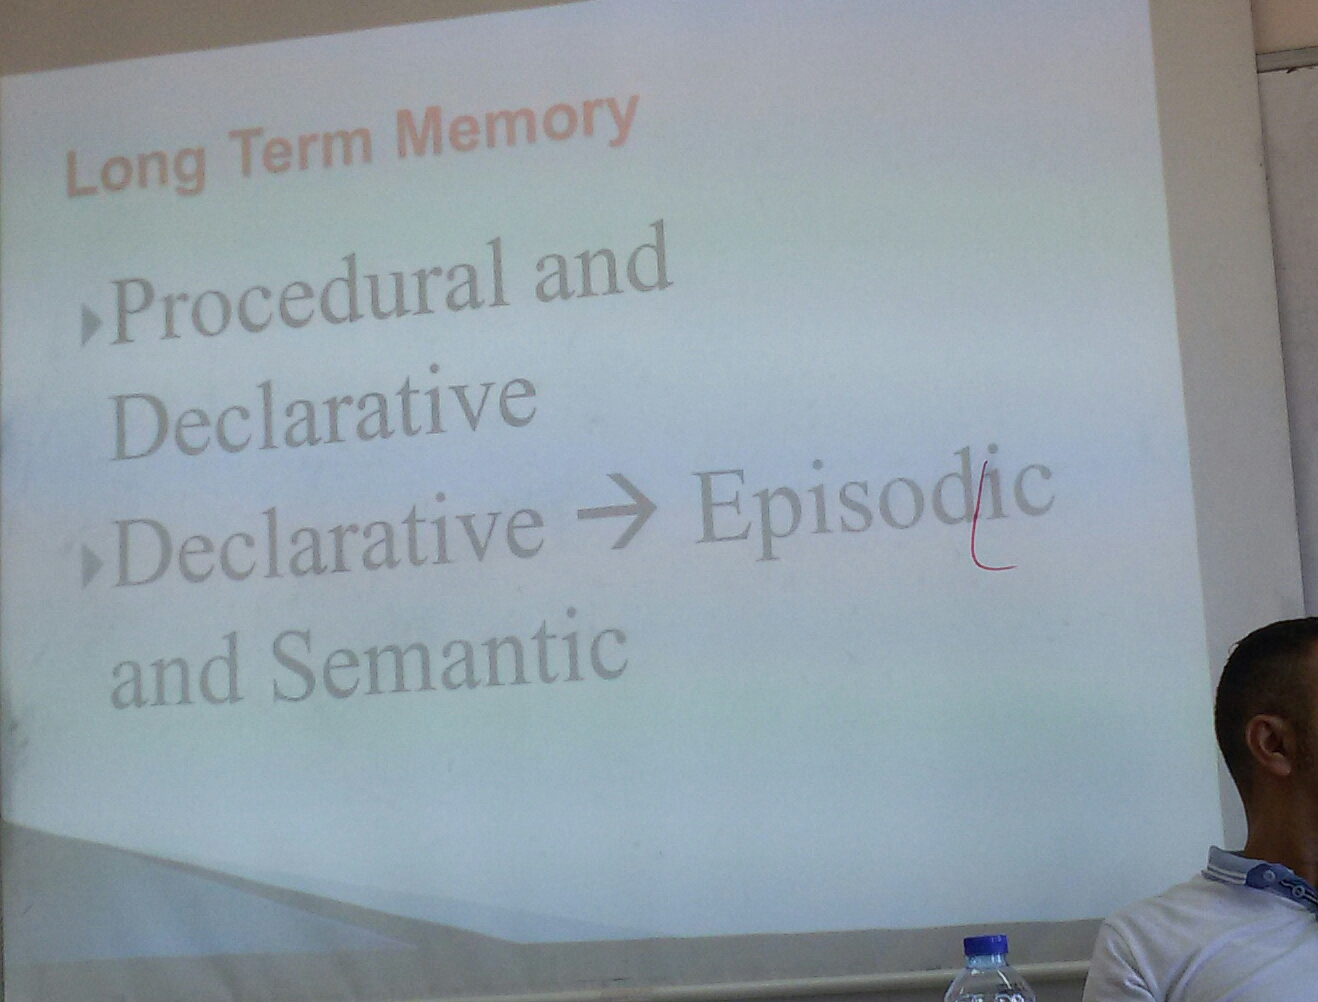 Long Term Memory
Procedural and
Declarative
Declarative → Episodic
and Semantic